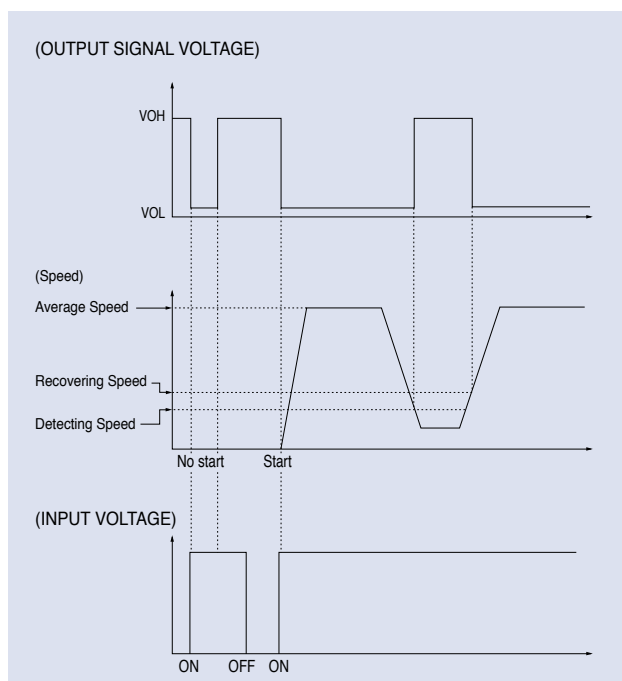 (OUTPUT SIGNAL VOLTAGE)
VOH
VOL
(Speed)
Average Speed
Recovering Speed
Detecting Speed
No start
Start
(INPUT VOLTAGE)
ON
OFF
ON